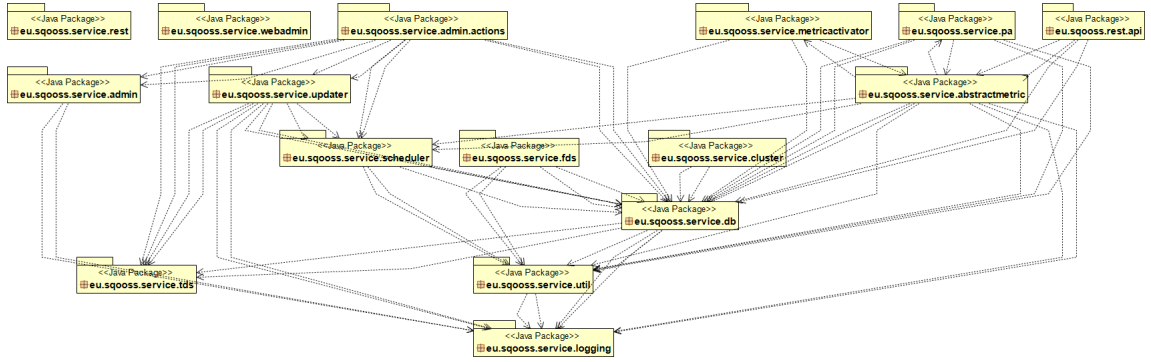 <<Java Package>>
eu.sqooss.service.rest
<<Java Package>>
eu.sqooss.service.webadmin
<<Java Package>>
eu.sqooss.service.admin.actions
<<Java Package>>
eu.sqooss.service.metricactivator
<<Java Package>>
eu.sqooss.service.pa
<<Java Package>>
eu.sqooss.rest.api
<<Java Package>>
eu.sqooss.service.admin
<<Java Package>>
eu.sqooss.service.updater
<<Java Package>>
eu.sqooss.service.abstractmetric
<<Java Package>>
eu.sqooss.service.scheduler
<<Java Package>>
eu.sqooss.service.fds
<<Java Package>>
eu.sqooss.service.cluster
<<Java Package>>
eu.sqooss.service.db
<<Java Package>>
eu.sqooss.service.tds
<<Java Package>>
eu.sqooss.service.util
<<Java Package>>
eu.sqooss.service.logging